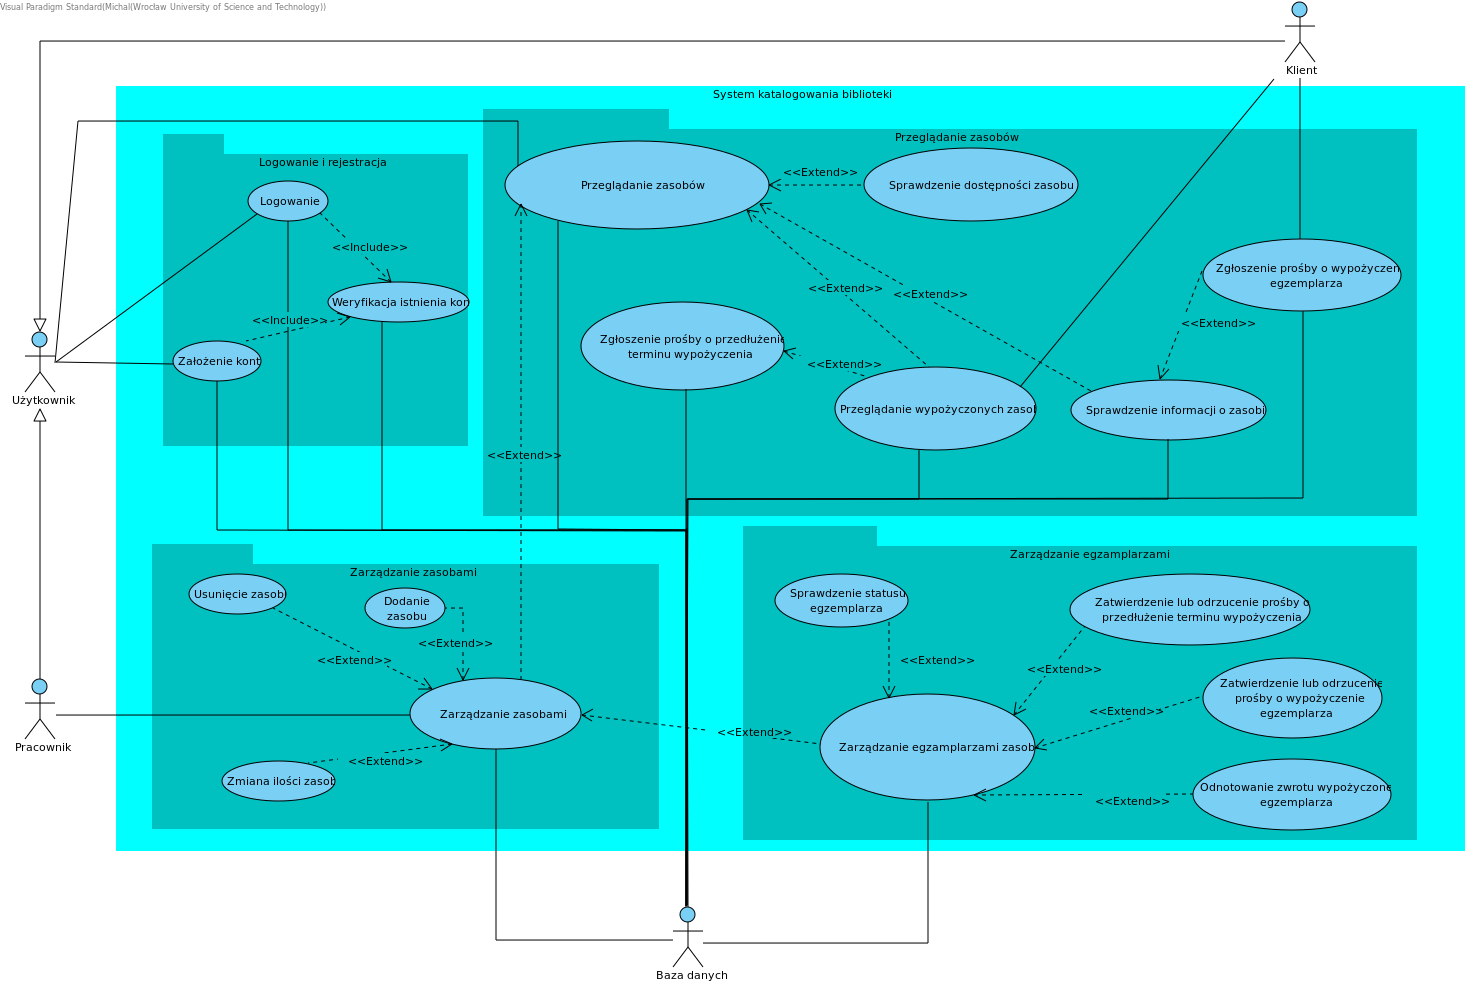 Visual Paradigm Standard(Michal(Wrocław University of Science and Technology))
Klient
System katalogowania biblioteki
Przeglądanie zasobów
Logowanie i rejestracja
Przeglądanie zasobów
<<Extend>>
Sprawdzenie dostępności zasobu
Logowanie
<<Include>>
Zgłoszenie prośby o wypożyczen
egzemplarza
Weryfikacja istnienia kon
<<Extend>>
<<Extend>>
<<Include>>
<<Extend>>
Zgłoszenie prośby o przedłużenie
terminu wypożyczenia
Założenie kont
<<Extend>>
Użytkownik
Przeglądanie wypożyczonych zasol
Sprawdzenie informacji o zasobi
<<Extend>>
Zarządzanie egzamplarzami
Zarządzanie zasobami
Usunięcie zasob
Dodanie
zasobu
Sprawdzenie statusu
egzemplarza
Zatwierdzenie lub odrzucenie prośby o
przedłużenie terminu wypożyczenia
<<Extend>>
<<Extend>>
<<Extend>>
<<Extend>>
Zatwierdzenie lub odrzucenie
prośby o wypożyczenie
egzemplarza
<<Extend>>
Zarządzanie zasobami
<<Extend>>
Pracownik
Zarządzanie egzamplarzami zasob
<<Extend>>
Zmiana ilości zasob
Odnotowanie zwrotu wypożyczone
egzemplarza
<<Extend>>
Baza danych